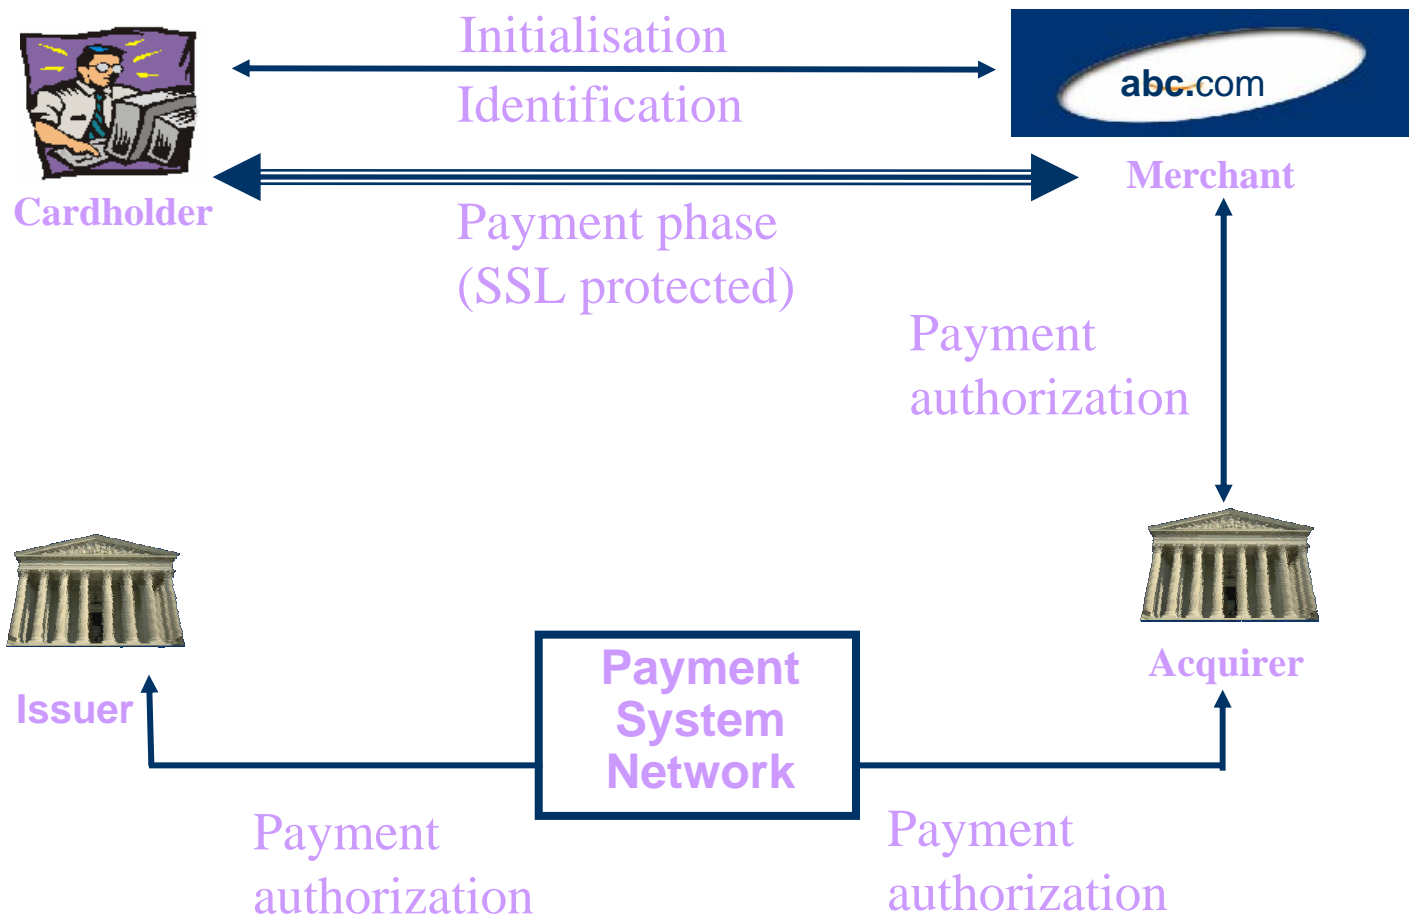 Initialisation
abc.com
Identification
Merchant
Cardholder
Payment phase
(SSL protected)
Payment
authorization
Payment
System
Network
Acquirer
Issuer
Payment
authorization
Payment
authorization